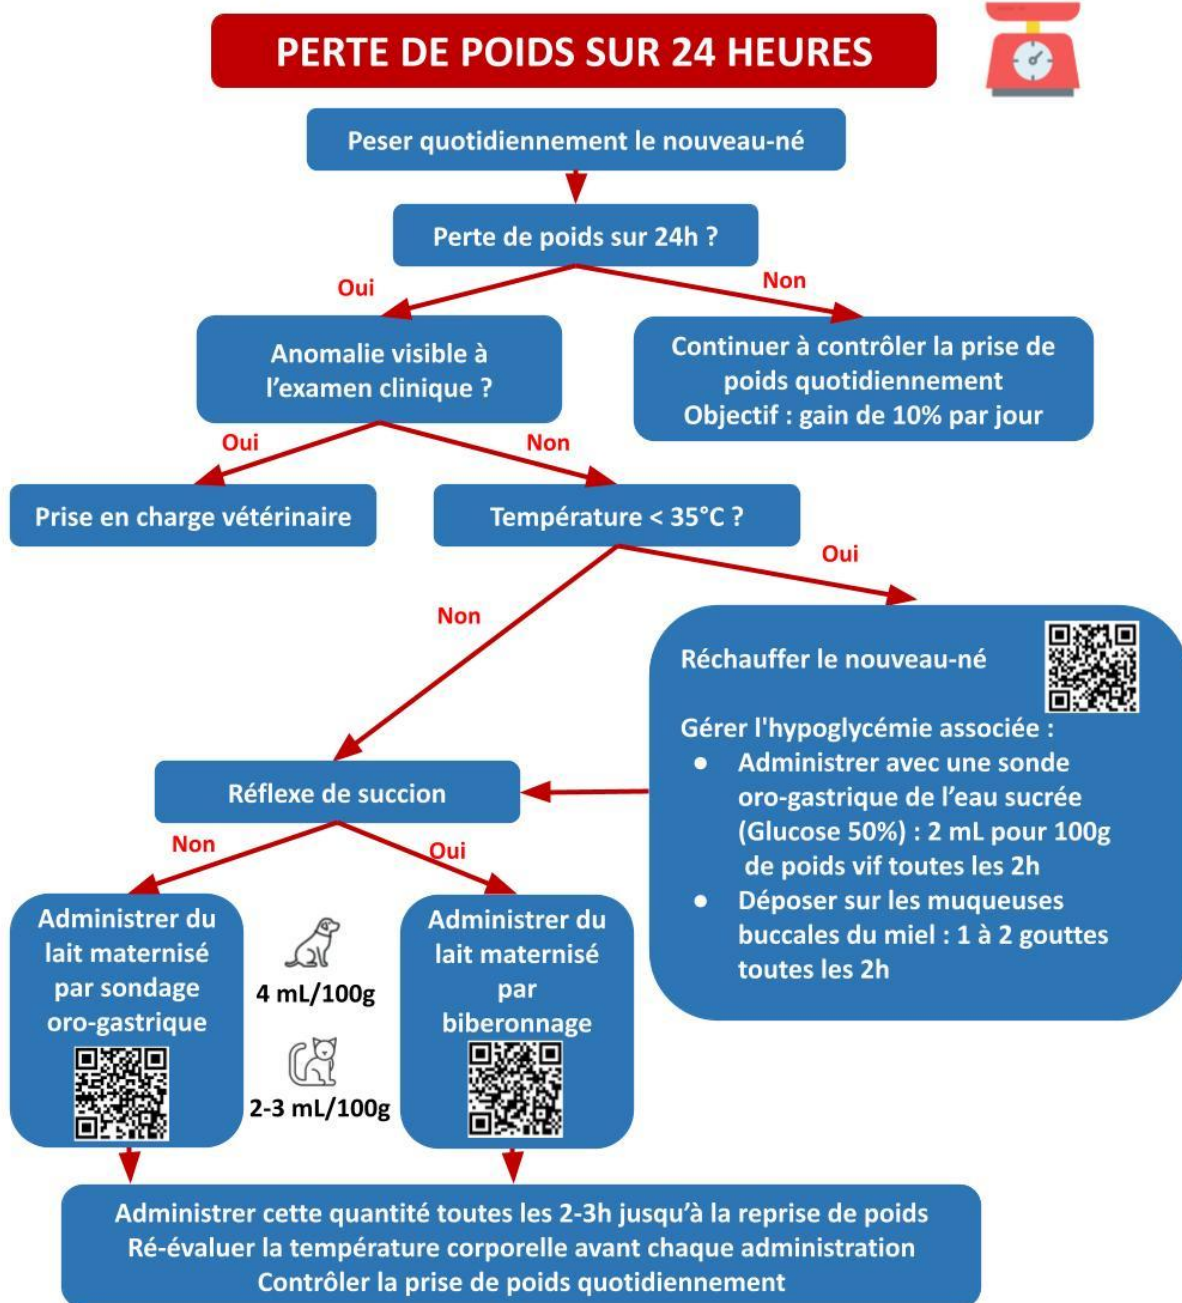 PERTE DE POIDS SUR 24 HEURES
Peser quotidiennement le nouveau-né
Perte de poids sur 24h ?
Oui
Non
Anomalie visible à
l’examen clinique ?
Continuer à contrôler la prise de
poids quotidiennement
Objectif : gain de 10% par jour
Oui
Non
Prise en charge vétérinaire
Température < 35°C ?
Non
Oui
Réchauffer le nouveau-né
Gérer l'hypoglycémie associée :
● Administrer avec une sonde
oro-gastrique de l’eau sucrée
(Glucose 50%) : 2 mL pour 100g
de poids vif toutes les 2h
● Déposer sur les muqueuses
buccales du miel : 1 à 2 gouttes
toutes les 2h
Réflexe de succion
Non
Oui
Administrer du
lait maternisé
par sondage
oro-gastrique
4 mL/100g
2-3 mL/100g
Administrer du
lait maternisé
par
biberonnage
Administrer cette quantité toutes les 2-3h jusqu’à la reprise de poids
Ré-évaluer la température corporelle avant chaque administration
Contrôler la prise de poids quotidiennement